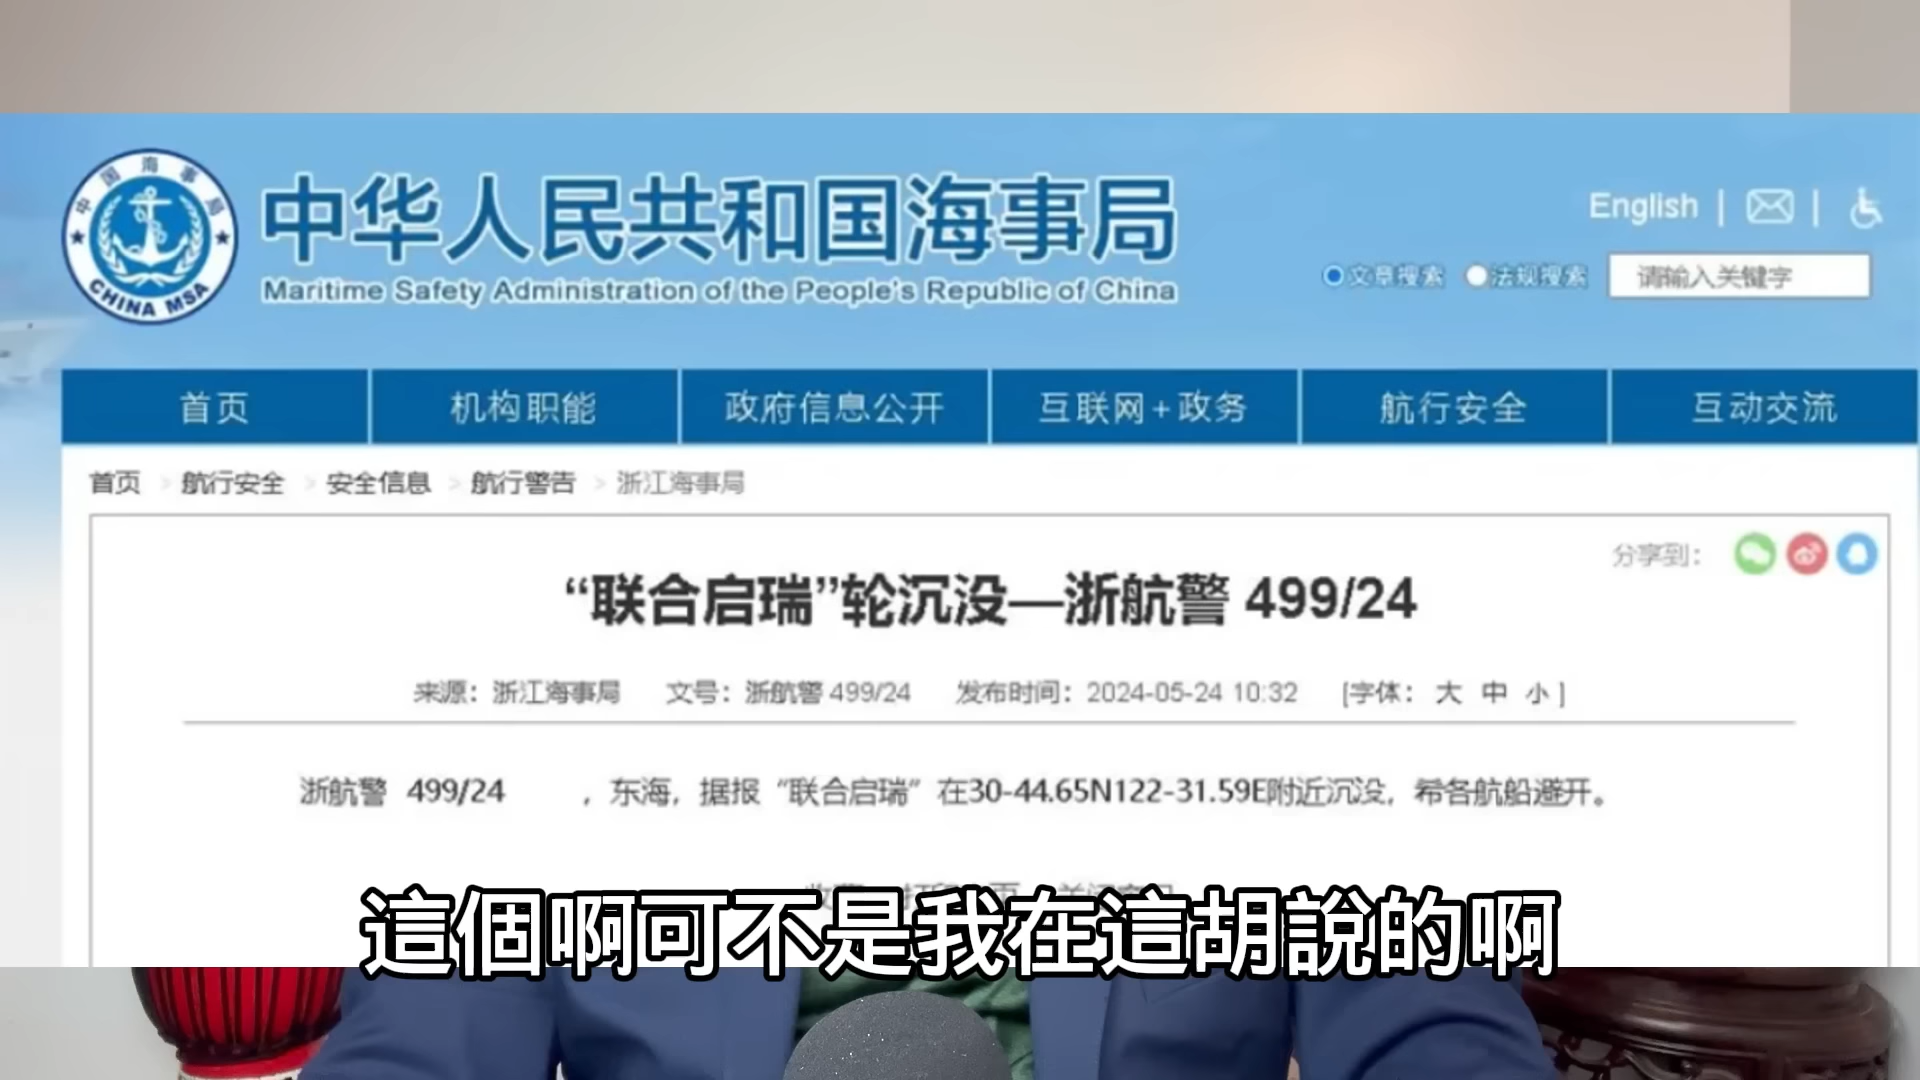 中国海事局
CHINA MSA
中华人民共和国海事局
Maritime Safety Administration of the People's Republic of China
English
文章搜索 法规搜索 请输入关键字
首页 机构职能 政府信息公开 互联网+政务 航行安全 互动交流
首页 > 航行安全 > 安全信息 > 航行警告 > 浙江海事局
分享到：
“联合启瑞”轮沉没—浙航警 499/24
来源：浙江海事局 文号：浙航警 499/24 发布时间：2024-05-24 10:32 [字体： 大 中 小 ]
浙航警 499/24 ，东海，据报“联合启瑞”在30-44.65N122-31.59E附近沉没，希各航船避开。
這個啊可不是我在這胡說的啊